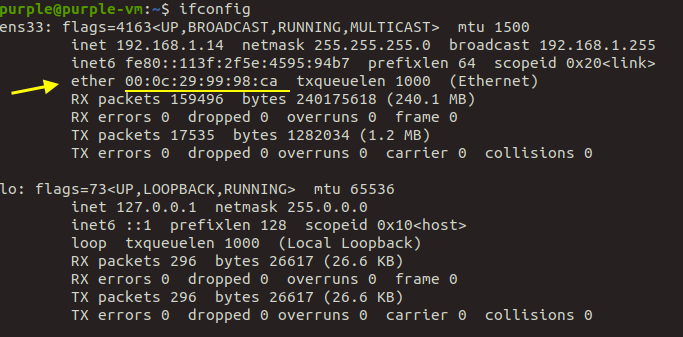 purple@purple-vm:~$ ifconfig
ens33: flags=4163<UP,BROADCAST,RUNNING,MULTICAST>  mtu 1500
        inet 192.168.1.14  netmask 255.255.255.0  broadcast 192.168.1.255
        inet6 fe80::113f:2f5e:4595:94b7  prefixlen 64  scopeid 0x20<link>
        ether 00:0c:29:99:98:ca  txqueuelen 1000  (Ethernet)
        RX packets 159496  bytes 240175618 (240.1 MB)
        RX errors 0  dropped 0  overruns 0  frame 0
        TX packets 17535  bytes 1282034 (1.2 MB)
        TX errors 0  dropped 0 overruns 0  carrier 0  collisions 0
lo: flags=73<UP,LOOPBACK,RUNNING>  mtu 65536
        inet 127.0.0.1  netmask 255.0.0.0
        inet6 ::1  prefixlen 128  scopeid 0x10<host>
        loop  txqueuelen 1000  (Local Loopback)
        RX packets 296  bytes 26617 (26.6 KB)
        RX errors 0  dropped 0  overruns 0  frame 0
        TX packets 296  bytes 26617 (26.6 KB)
        TX errors 0  dropped 0 overruns 0  carrier 0  collisions 0